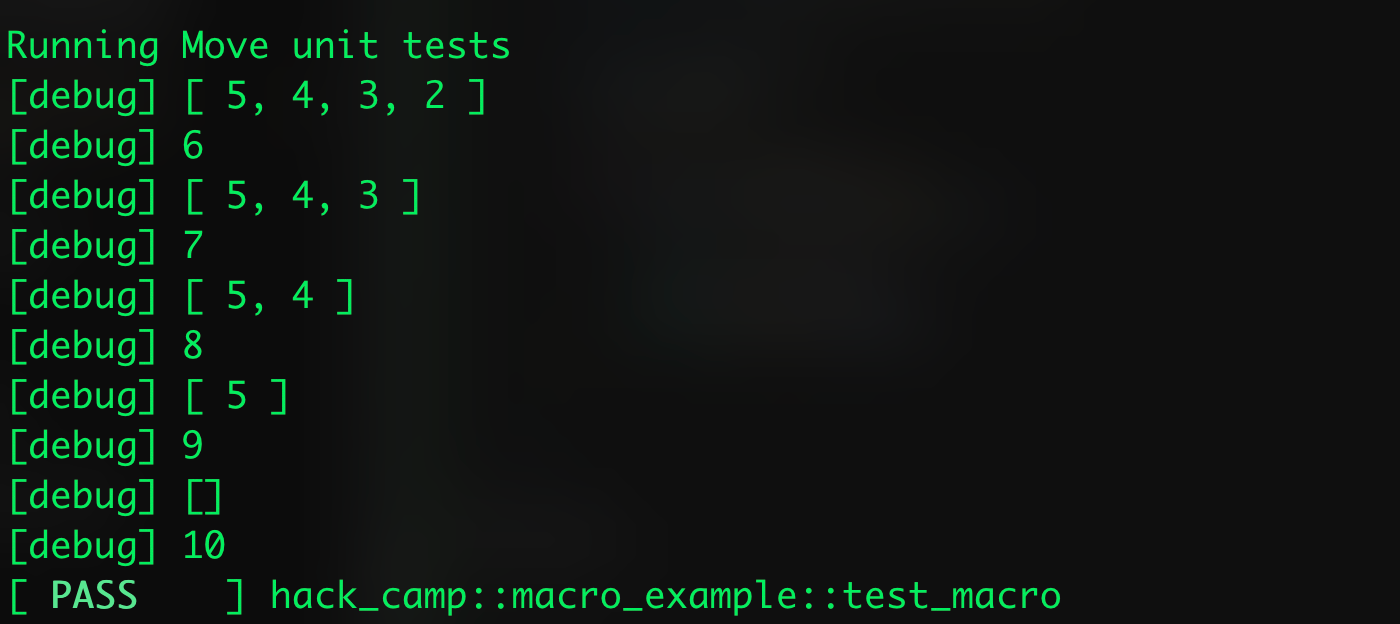 Running Move unit tests
[debug] [ 5, 4, 3, 2 ]
[debug] 6
[debug] [ 5, 4, 3 ]
[debug] 7
[debug] [ 5, 4 ]
[debug] 8
[debug] [ 5 ]
[debug] 9
[debug] []
[debug] 10
[ PASS    ] hack_camp::macro_example::test_macro